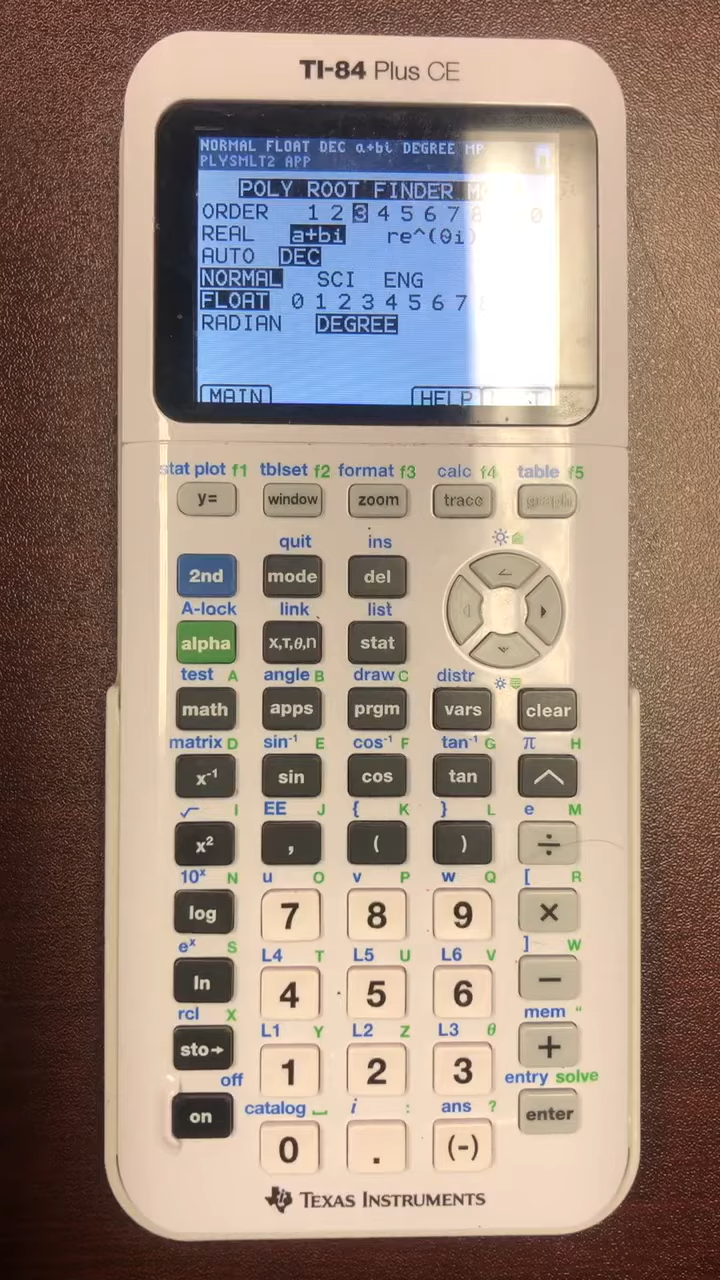 TI-84 Plus CE
NORMAL FLOAT DEC a+bi DEGREE MP
PLYSMLT2 APP
POLY ROOT FINDER
ORDER 1 2 3 4 5 6 7 8 0
REAL a+bi re^(θi)
AUTO DEC
NORMAL SCI ENG
FLOAT 0 1 2 3 4 5 6 7 8
RADIAN DEGREE
MAIN HELP
stat plot f1 tblset f2 format f3 calc f4 table f5
y= window zoom trace graph
quit ins
2nd mode del
A-lock link list
alpha X,T,θ,n stat
test A angle B draw C distr
math apps prgm vars clear
matrix D sin⁻¹ E cos⁻¹ F tan⁻¹ G π H
x⁻¹ sin cos tan ^
√ I EE J { K } L e M
x² , ( ) ÷
10ˣ N u O v P w Q [ R
log 7 8 9 ×
eˣ S L4 T L5 U L6 V ] W
ln 4 5 6 −
rcl X L1 Y L2 Z L3 θ mem "
sto→ 1 2 3 +
off catalog ⎵ i : ans ? entry solve
on 0 . (-) enter
TEXAS INSTRUMENTS